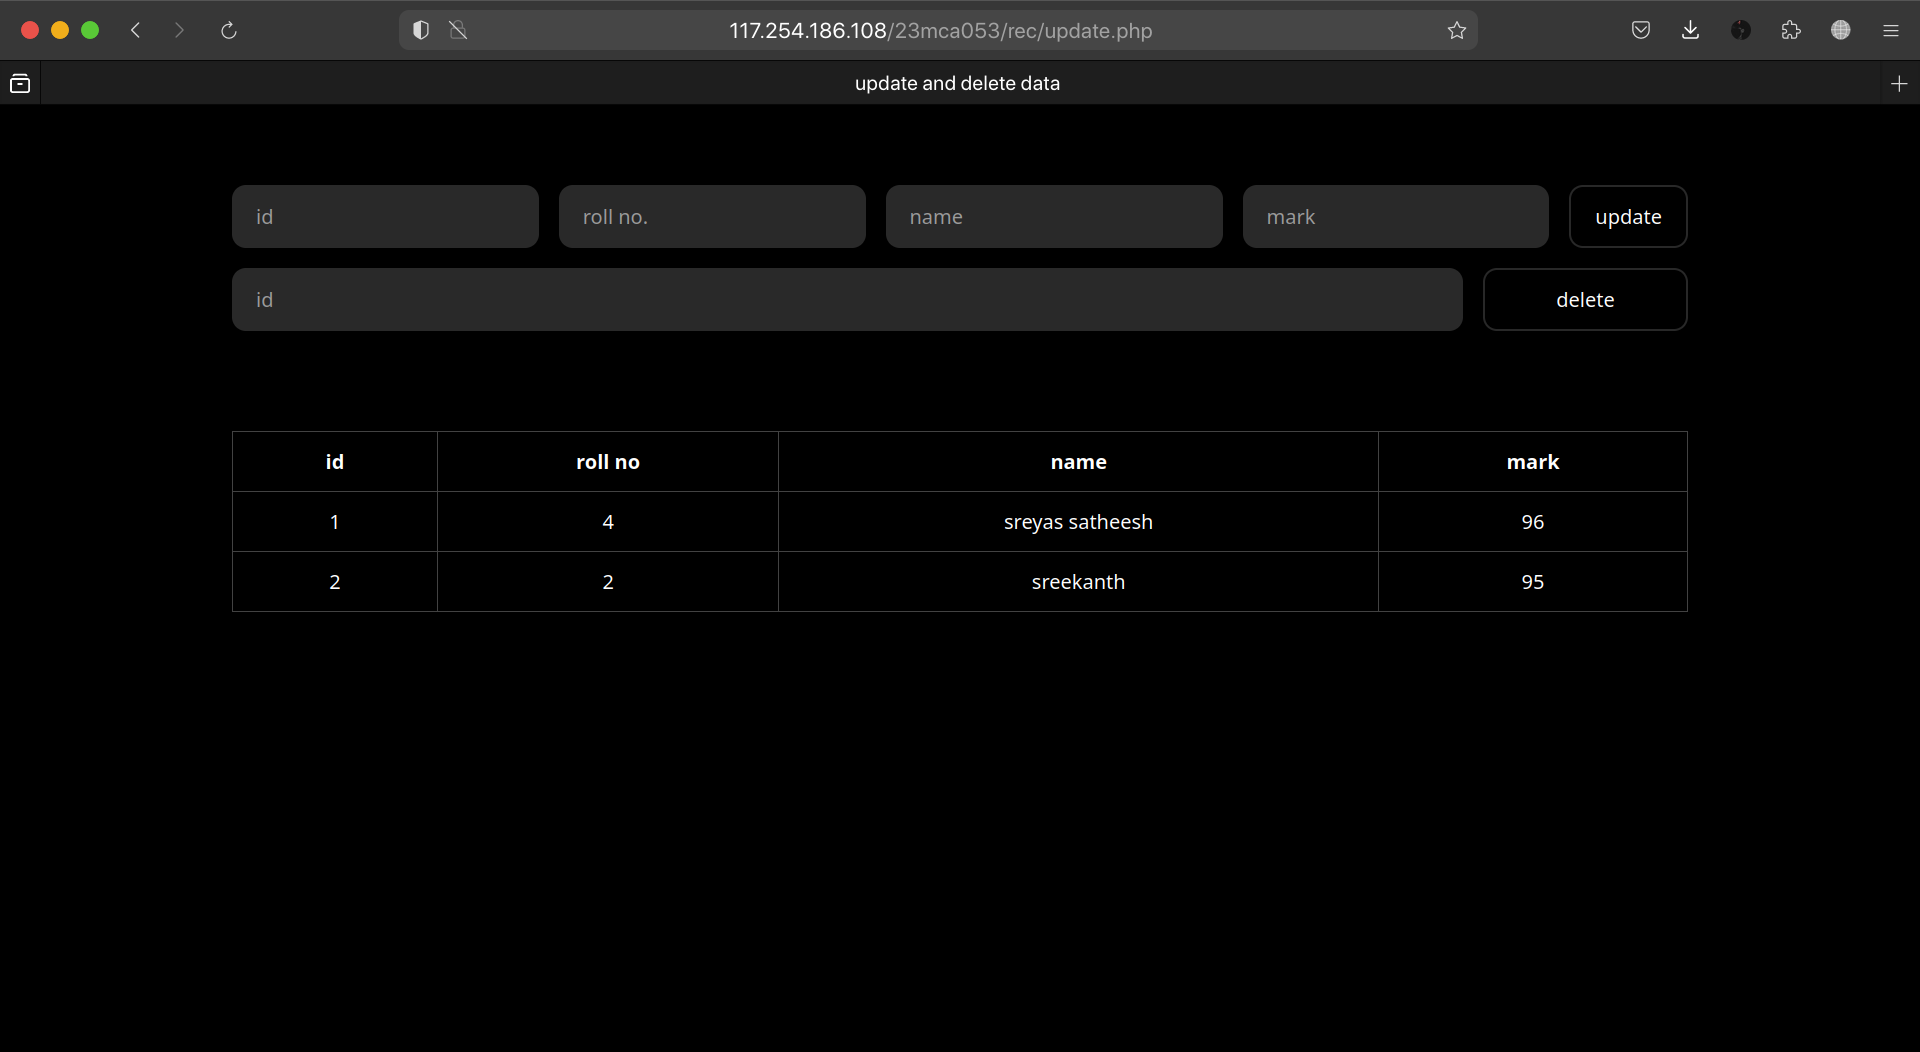 117.254.186.108/23mca053/rec/update.php
update and delete data
id roll no. name mark update
id delete
id roll no name mark
1 4 sreyas satheesh 96
2 2 sreekanth 95